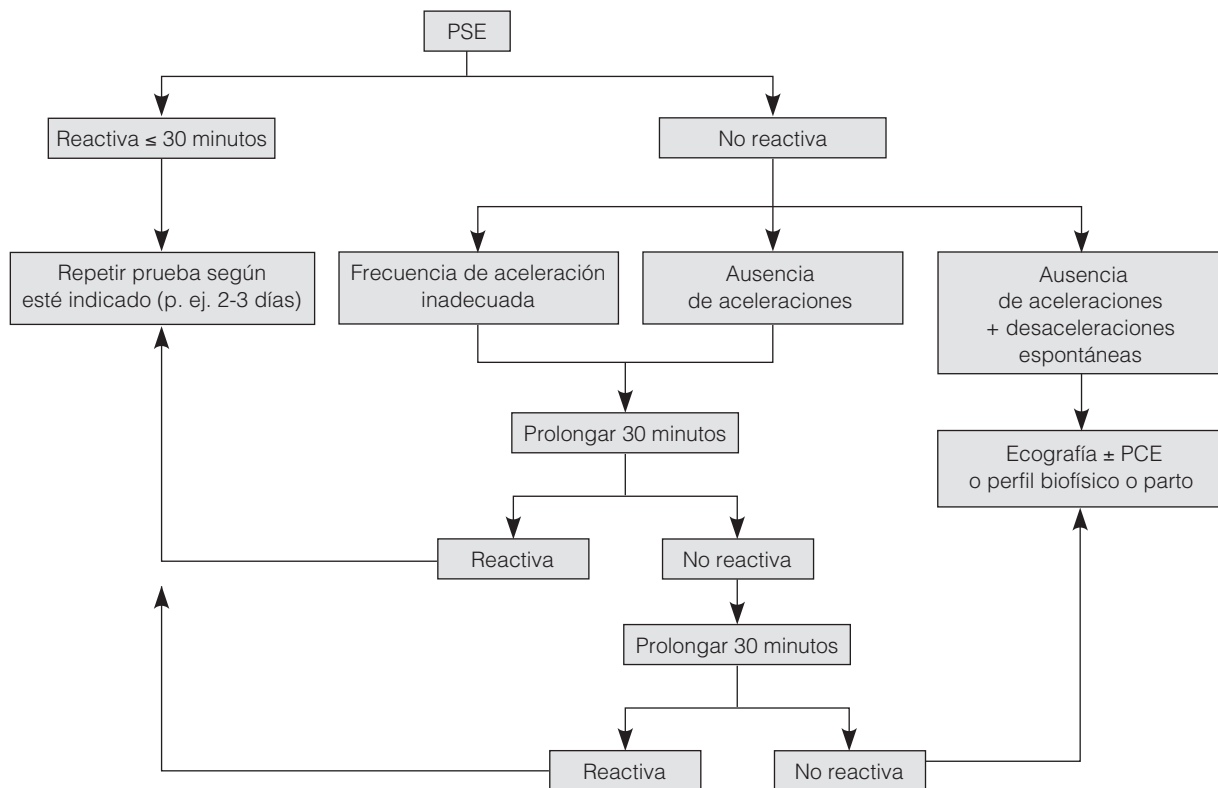 PSE
Reactiva ≤ 30 minutos
No reactiva
Repetir prueba según
esté indicado (p. ej. 2-3 días)
Frecuencia de aceleración
inadecuada
Ausencia
de aceleraciones
Ausencia
de aceleraciones
+ desaceleraciones
espontáneas
Prolongar 30 minutos
Ecografía ± PCE
o perfil biofísico o parto
Reactiva
No reactiva
Prolongar 30 minutos
Reactiva
No reactiva